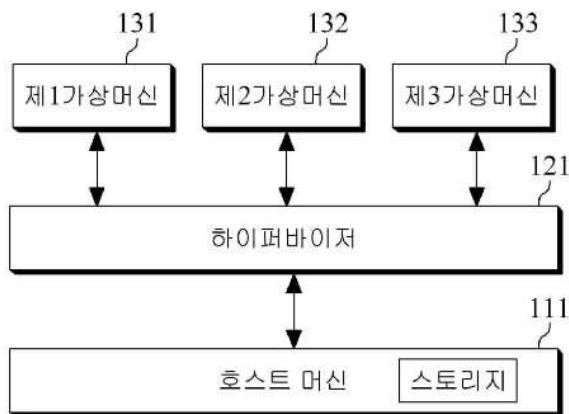 131 132 133
제1가상머신 제2가상머신 제3가상머신
121
하이퍼바이저
111
호스트 머신 스토리지